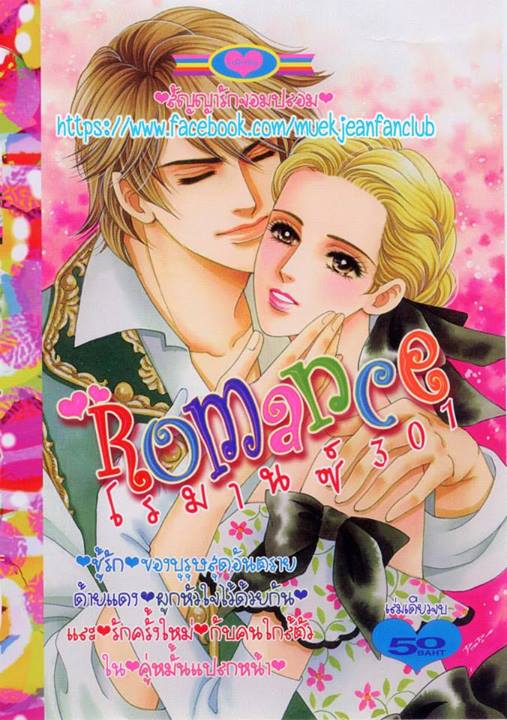 ♥สัญญารักจอมปลอม♥
https://www.facebook.com/muekjeanfanclub
Romance
โรมานซ์ 301
♥ชู้รัก♥ของบุรุษสุดอันตราย
ด้ายแดง♥ผูกหัวใจไว้ด้วยกัน♥
และ♥รักครั้งใหม่♥กับคนใกล้ตัว
ใน♥คู่หมั้นแปลกหน้า♥
เล่มเดียวจบ
50
BAHT